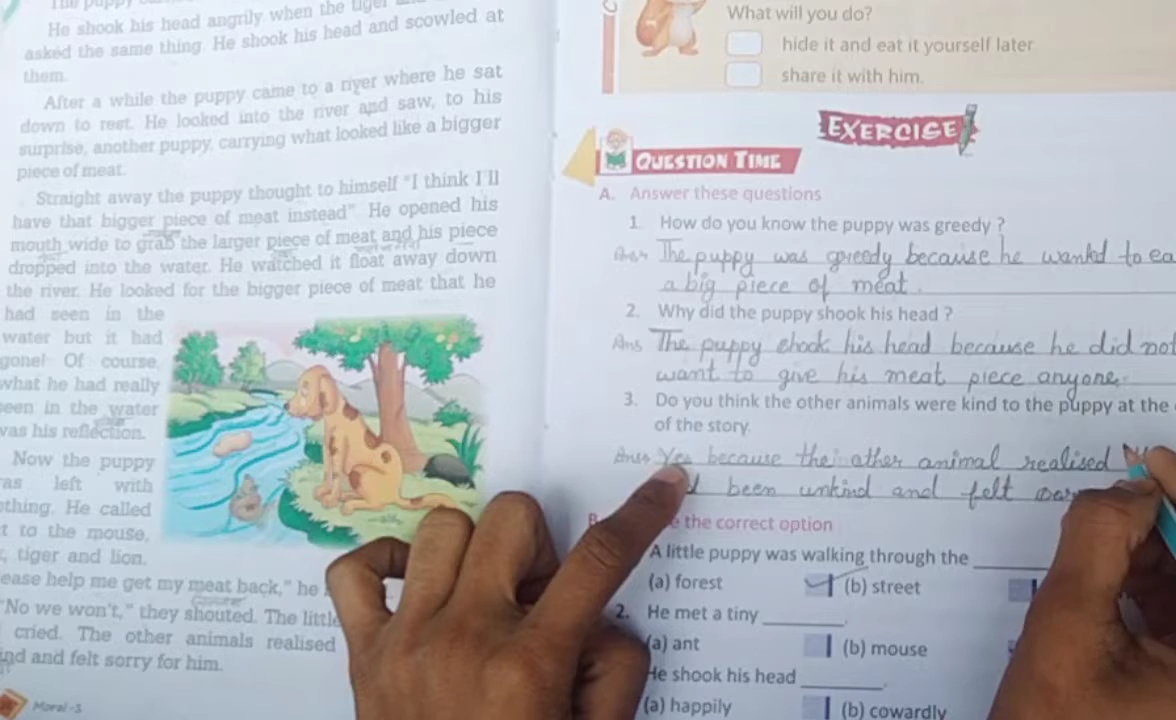 The puppy
He shook his head angrily when the tiger
asked the same thing. He shook his head and scowled at
them.
After a while the puppy came to a river where he sat
down to rest. He looked into the river and saw, to his
surprise, another puppy, carrying what looked like a bigger
piece of meat.
Straight away the puppy thought to himself "I think I'll
have that bigger piece of meat instead". He opened his
mouth wide to grab the larger piece of meat and his piece
dropped into the water. He watched it float away down
the river. He looked for the bigger piece of meat that he
had seen in the
water but it had
gone! Of course,
what he had really
seen in the water
was his reflection.
Now the puppy
was left with
nothing. He called
to the mouse,
tiger and lion.
"Please help me get my meat back," he
"No we won't," they shouted. The little
cried. The other animals realised
and felt sorry for him.
Moral-3
What will you do?
hide it and eat it yourself later
share it with him.
EXERCISE
QUESTION TIME
A. Answer these questions
1. How do you know the puppy was greedy ?
Ans The puppy was greedy because he wanted to ea
a big piece of meat.
2. Why did the puppy shook his head ?
Ans The puppy shook his head because he did not
want to give his meat piece anyone.
3. Do you think the other animals were kind to the puppy at the
of the story.
Ans Yes because the other animal realised
been unkind and felt
B. the correct option
A little puppy was walking through the ______
(a) forest (b) street
2. He met a tiny ______.
(a) ant (b) mouse
He shook his head ______.
(a) happily (b) cowardly